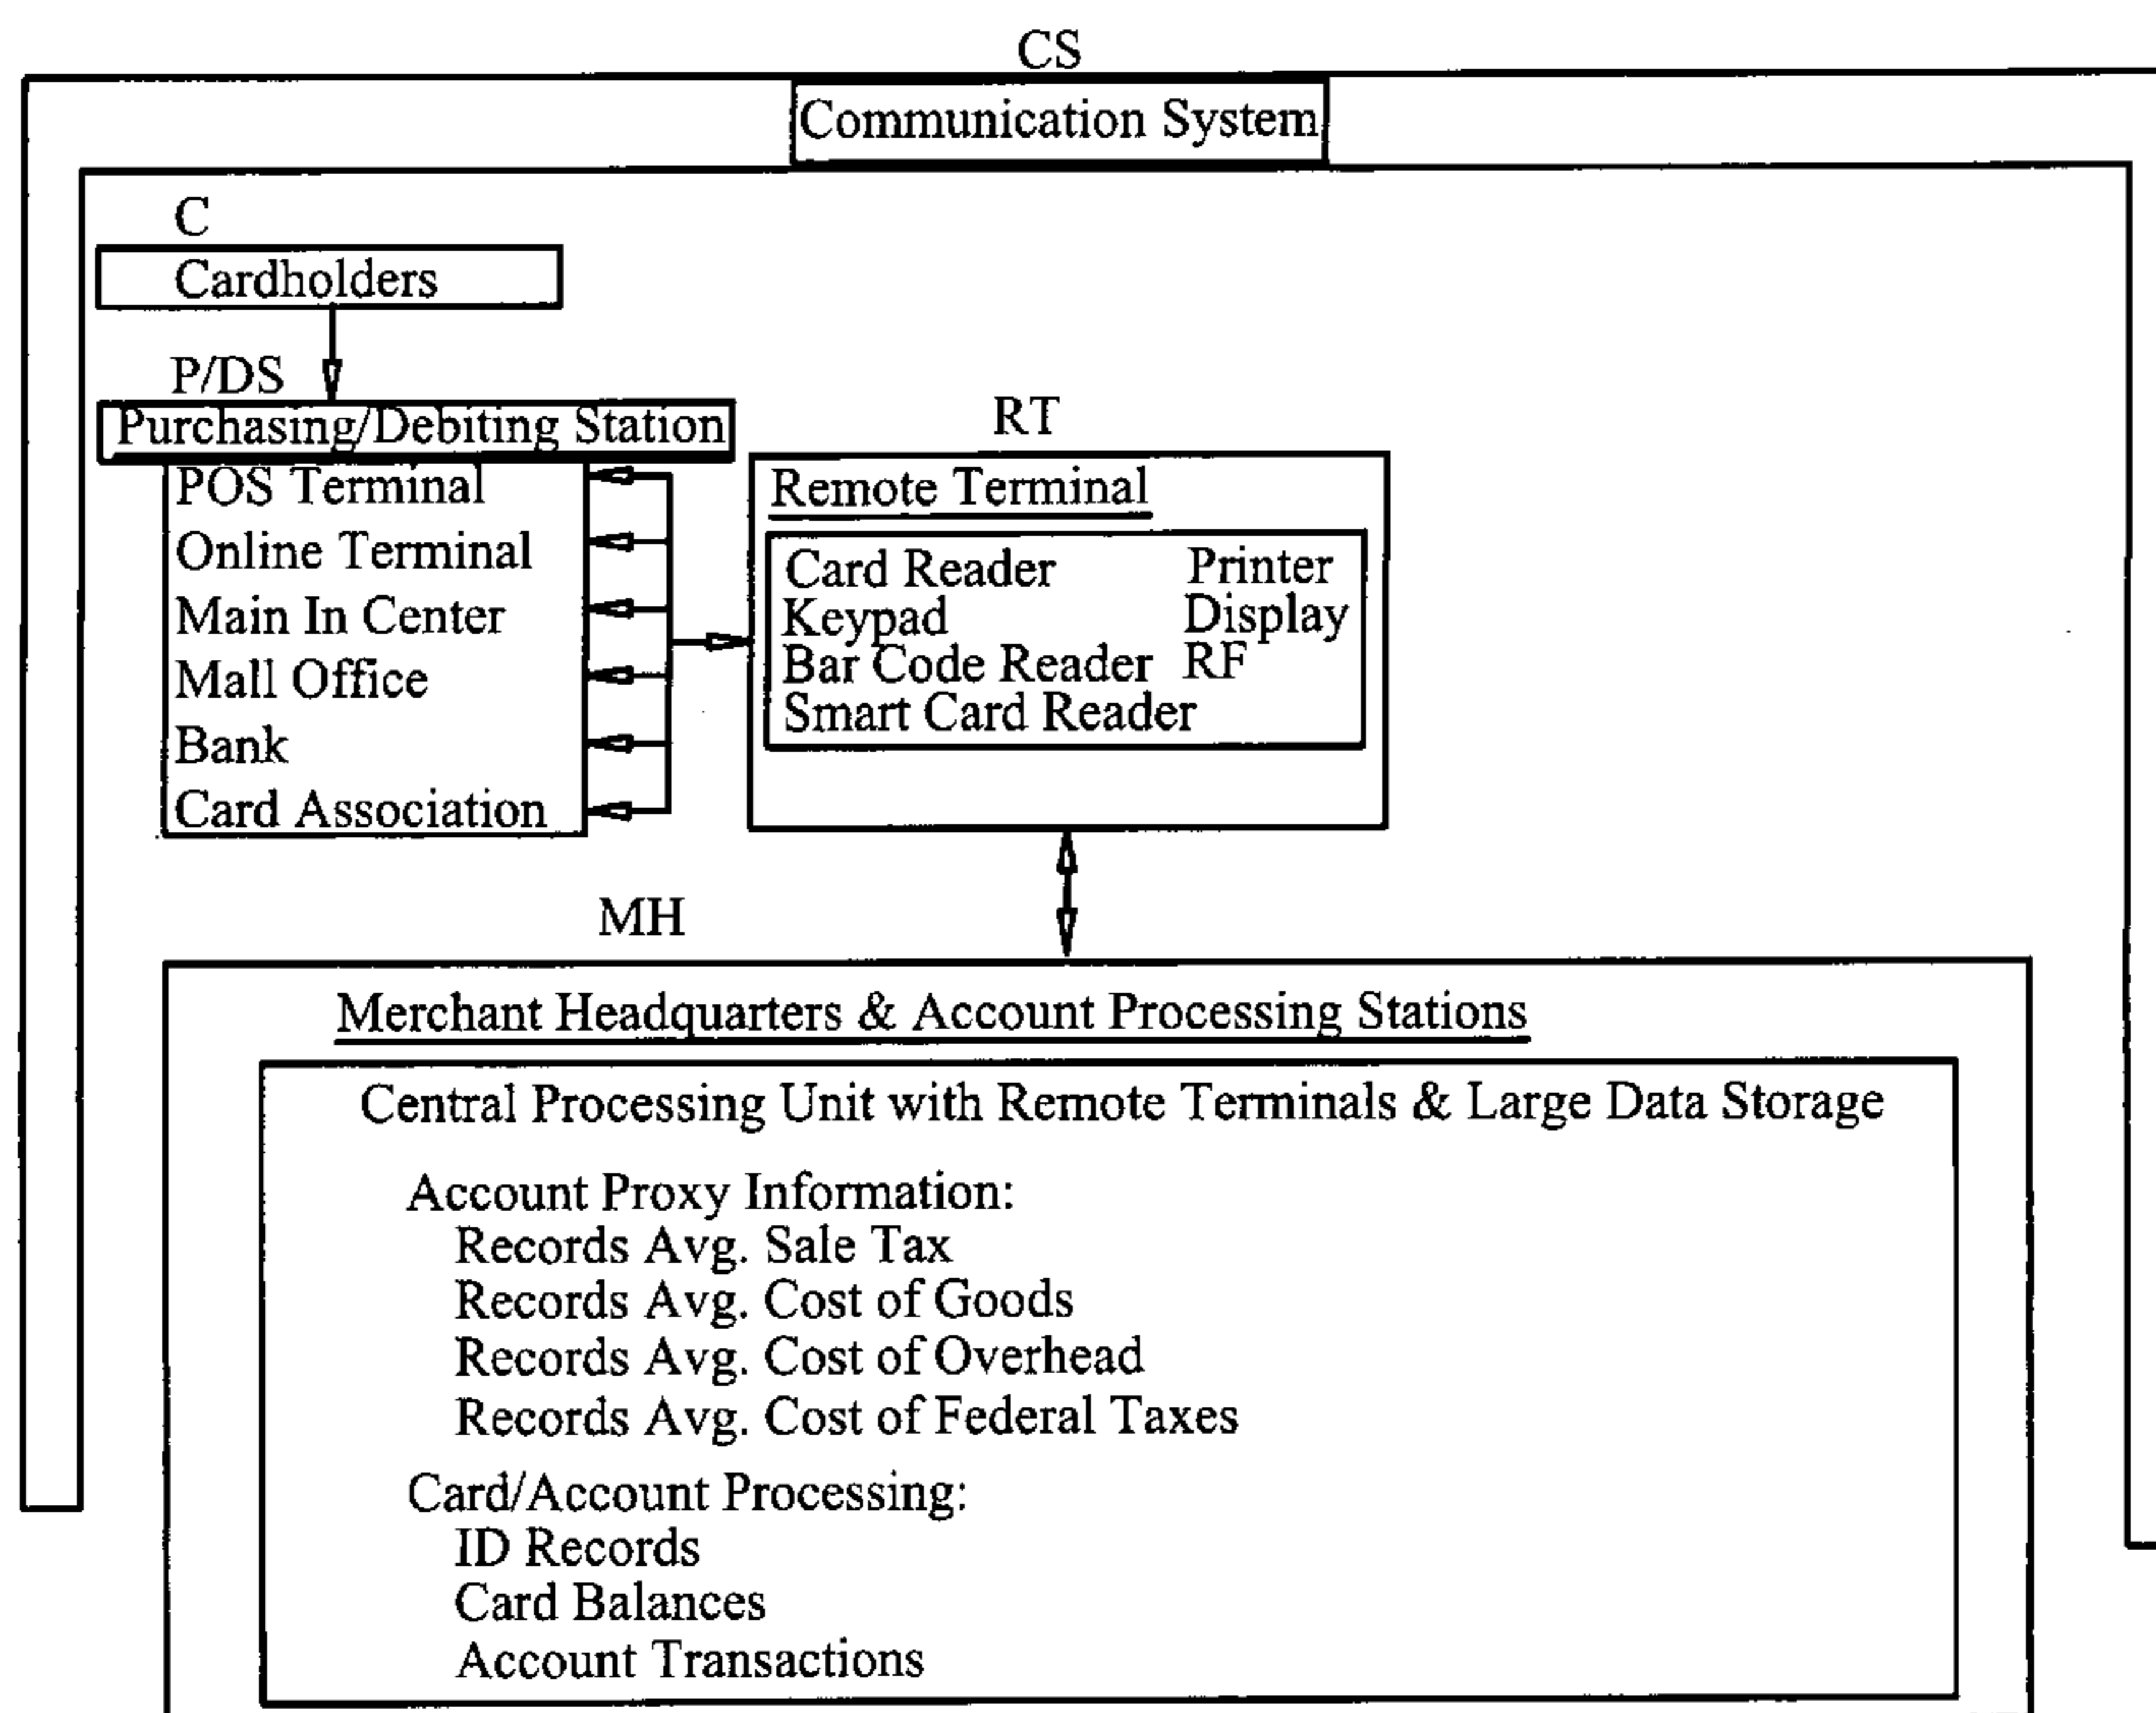 CS
Communication System
C
Cardholders
P/DS
Purchasing/Debiting Station
POS Terminal
Online Terminal
Main In Center
Mall Office
Bank
Card Association
RT
Remote Terminal
Card Reader Printer
Keypad Display
Bar Code Reader RF
Smart Card Reader
MH
Merchant Headquarters & Account Processing Stations
Central Processing Unit with Remote Terminals & Large Data Storage
Account Proxy Information:
Records Avg. Sale Tax
Records Avg. Cost of Goods
Records Avg. Cost of Overhead
Records Avg. Cost of Federal Taxes
Card/Account Processing:
ID Records
Card Balances
Account Transactions